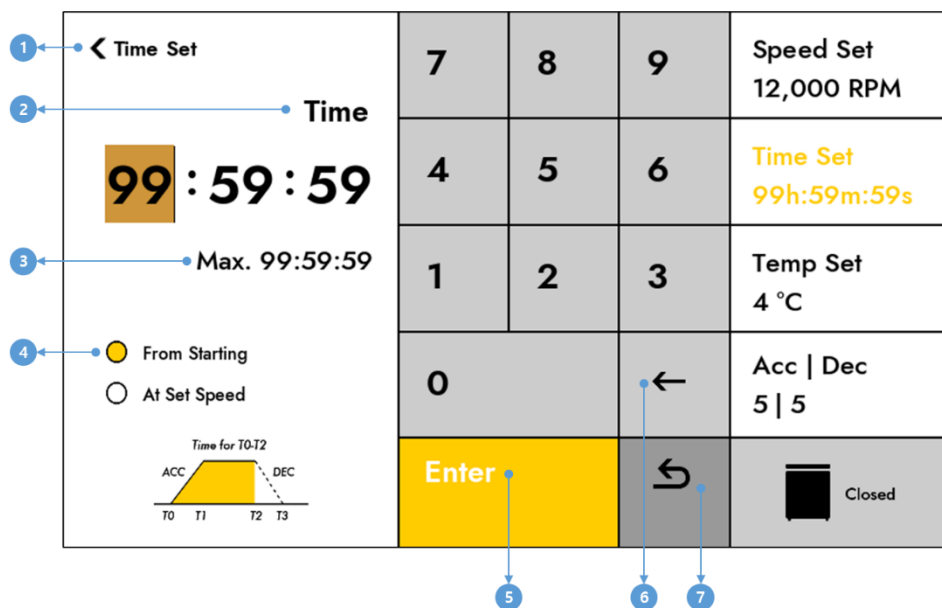 1
Time Set
2
Time
99 : 59 : 59
3
Max. 99:59:59
4
From Starting
At Set Speed
Time for T0-T2
ACC
DEC
T0 T1 T2 T3
7 8 9
4 5 6
1 2 3
0 ←
Enter
5 6 7
Speed Set
12,000 RPM
Time Set
99h:59m:59s
Temp Set
4 °C
Acc | Dec
5 | 5
Closed